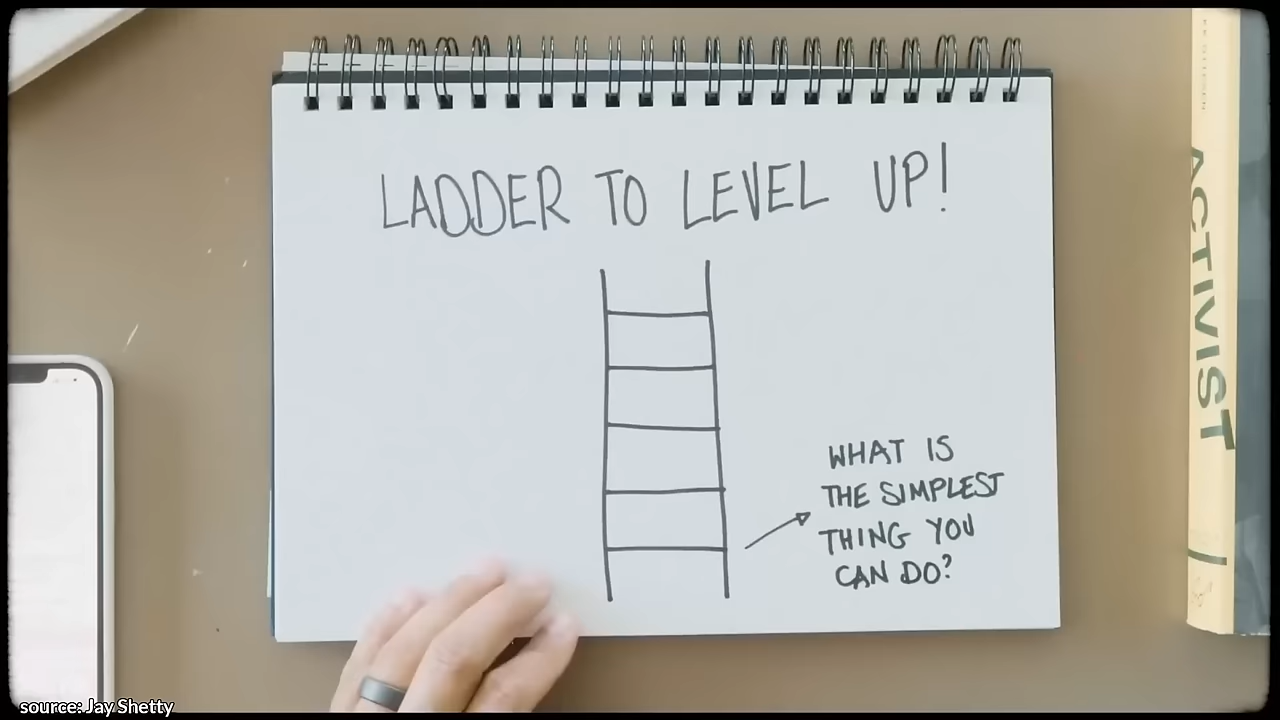 LADDER TO LEVEL UP!
WHAT IS
THE SIMPLEST
THING YOU
CAN DO?
ACTIVIST
source: Jay Shetty